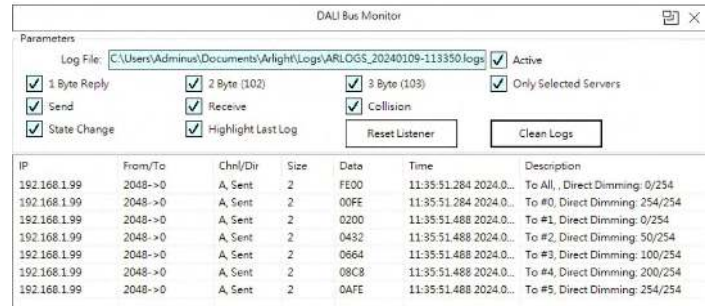 DALI Bus Monitor
Parameters
Log File: C:\Users\Adminus\Documents\Arlight\Logs\ARLOGS_20240109-113350.logs Active
1 Byte Reply 2 Byte (102) 3 Byte (103) Only Selected Servers
Send Receive Collision
State Change Highlight Last Log Reset Listener Clean Logs
IP From/To Chnl/Dir Size Data Time Description
192.168.1.99 2048->0 A, Sent 2 FE00 11:35:51.284 2024.0... To All, , Direct Dimming: 0/254
192.168.1.99 2048->0 A, Sent 2 00FE 11:35:51.284 2024.0... To #0, Direct Dimming: 254/254
192.168.1.99 2048->0 A, Sent 2 0200 11:35:51.488 2024.0... To #1, Direct Dimming: 0/254
192.168.1.99 2048->0 A, Sent 2 0432 11:35:51.488 2024.0... To #2, Direct Dimming: 50/254
192.168.1.99 2048->0 A, Sent 2 0664 11:35:51.488 2024.0... To #3, Direct Dimming: 100/254
192.168.1.99 2048->0 A, Sent 2 08C8 11:35:51.488 2024.0... To #4, Direct Dimming: 200/254
192.168.1.99 2048->0 A, Sent 2 0AFE 11:35:51.488 2024.0... To #5, Direct Dimming: 254/254